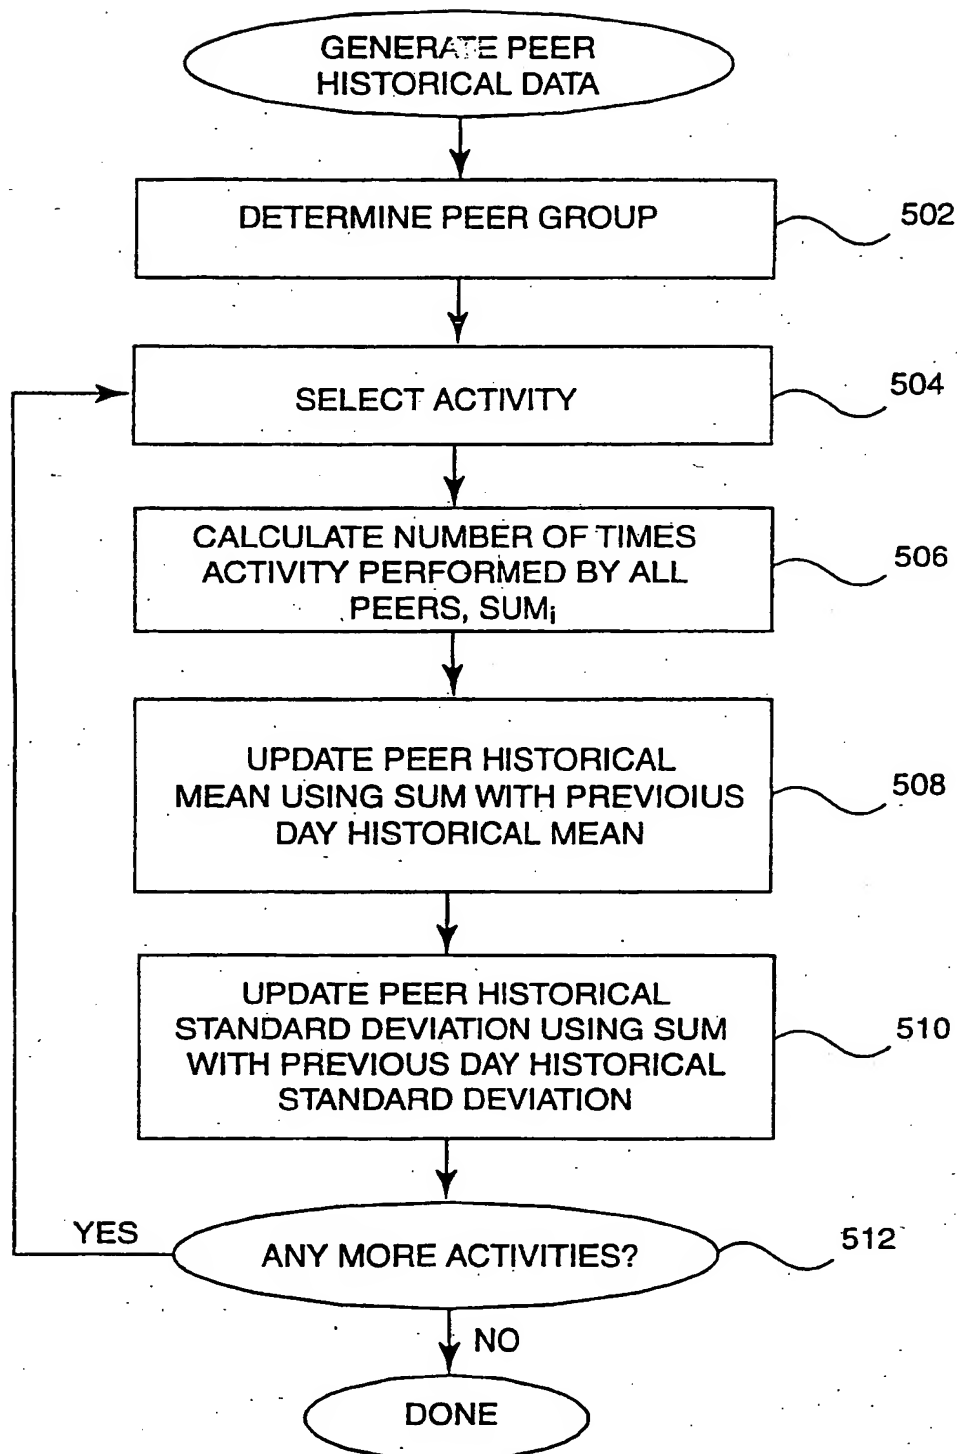 GENERATE PEER
HISTORICAL DATA
DETERMINE PEER GROUP
502
SELECT ACTIVITY
504
CALCULATE NUMBER OF TIMES
ACTIVITY PERFORMED BY ALL
PEERS, SUMi
506
UPDATE PEER HISTORICAL
MEAN USING SUM WITH PREVIOIUS
DAY HISTORICAL MEAN
508
UPDATE PEER HISTORICAL
STANDARD DEVIATION USING SUM
WITH PREVIOUS DAY HISTORICAL
STANDARD DEVIATION
510
YES
ANY MORE ACTIVITIES?
512
NO
DONE